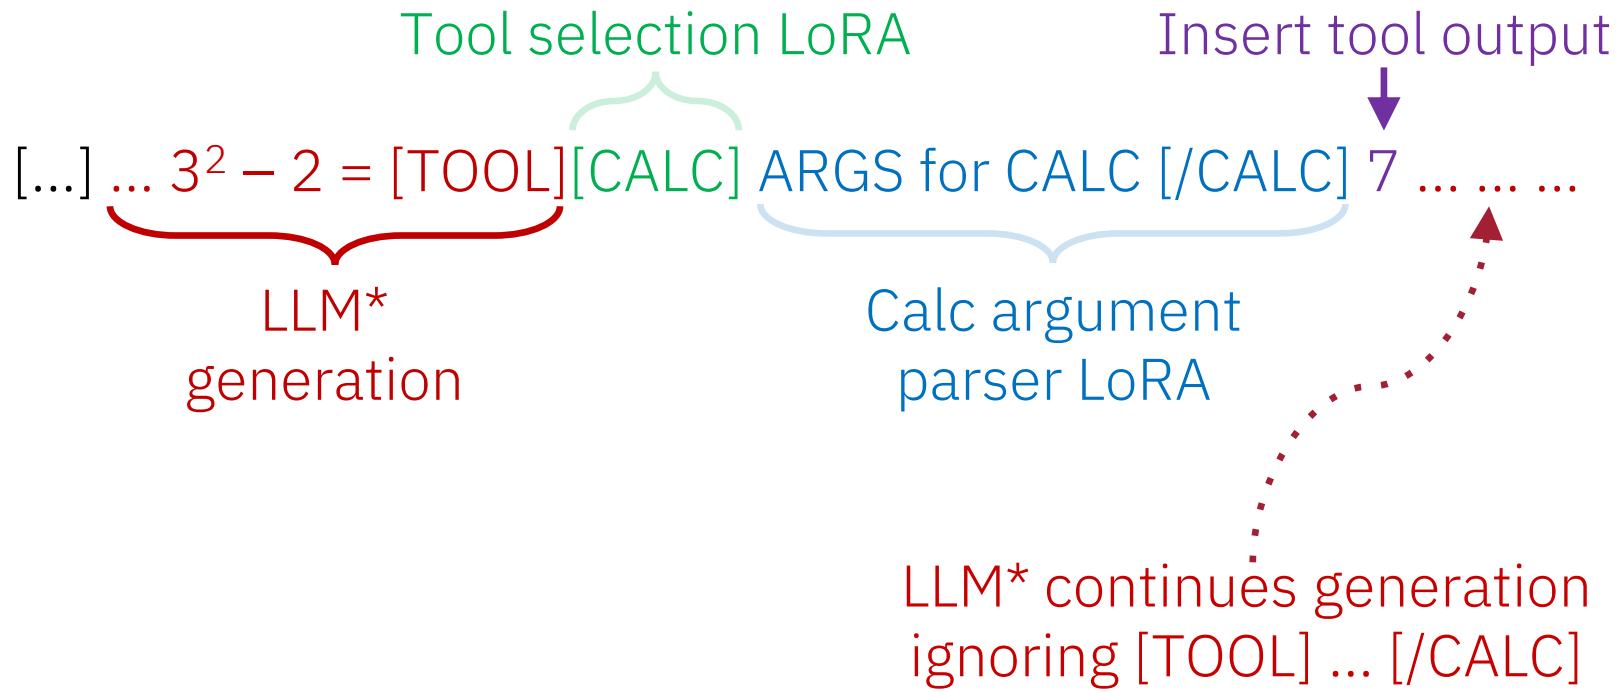 Tool selection LoRA
Insert tool output
[...] ... 3² – 2 = [TOOL][CALC] ARGS for CALC [/CALC] 7 ... ... ...
LLM*
generation
Calc argument
parser LoRA
LLM* continues generation
ignoring [TOOL] ... [/CALC]